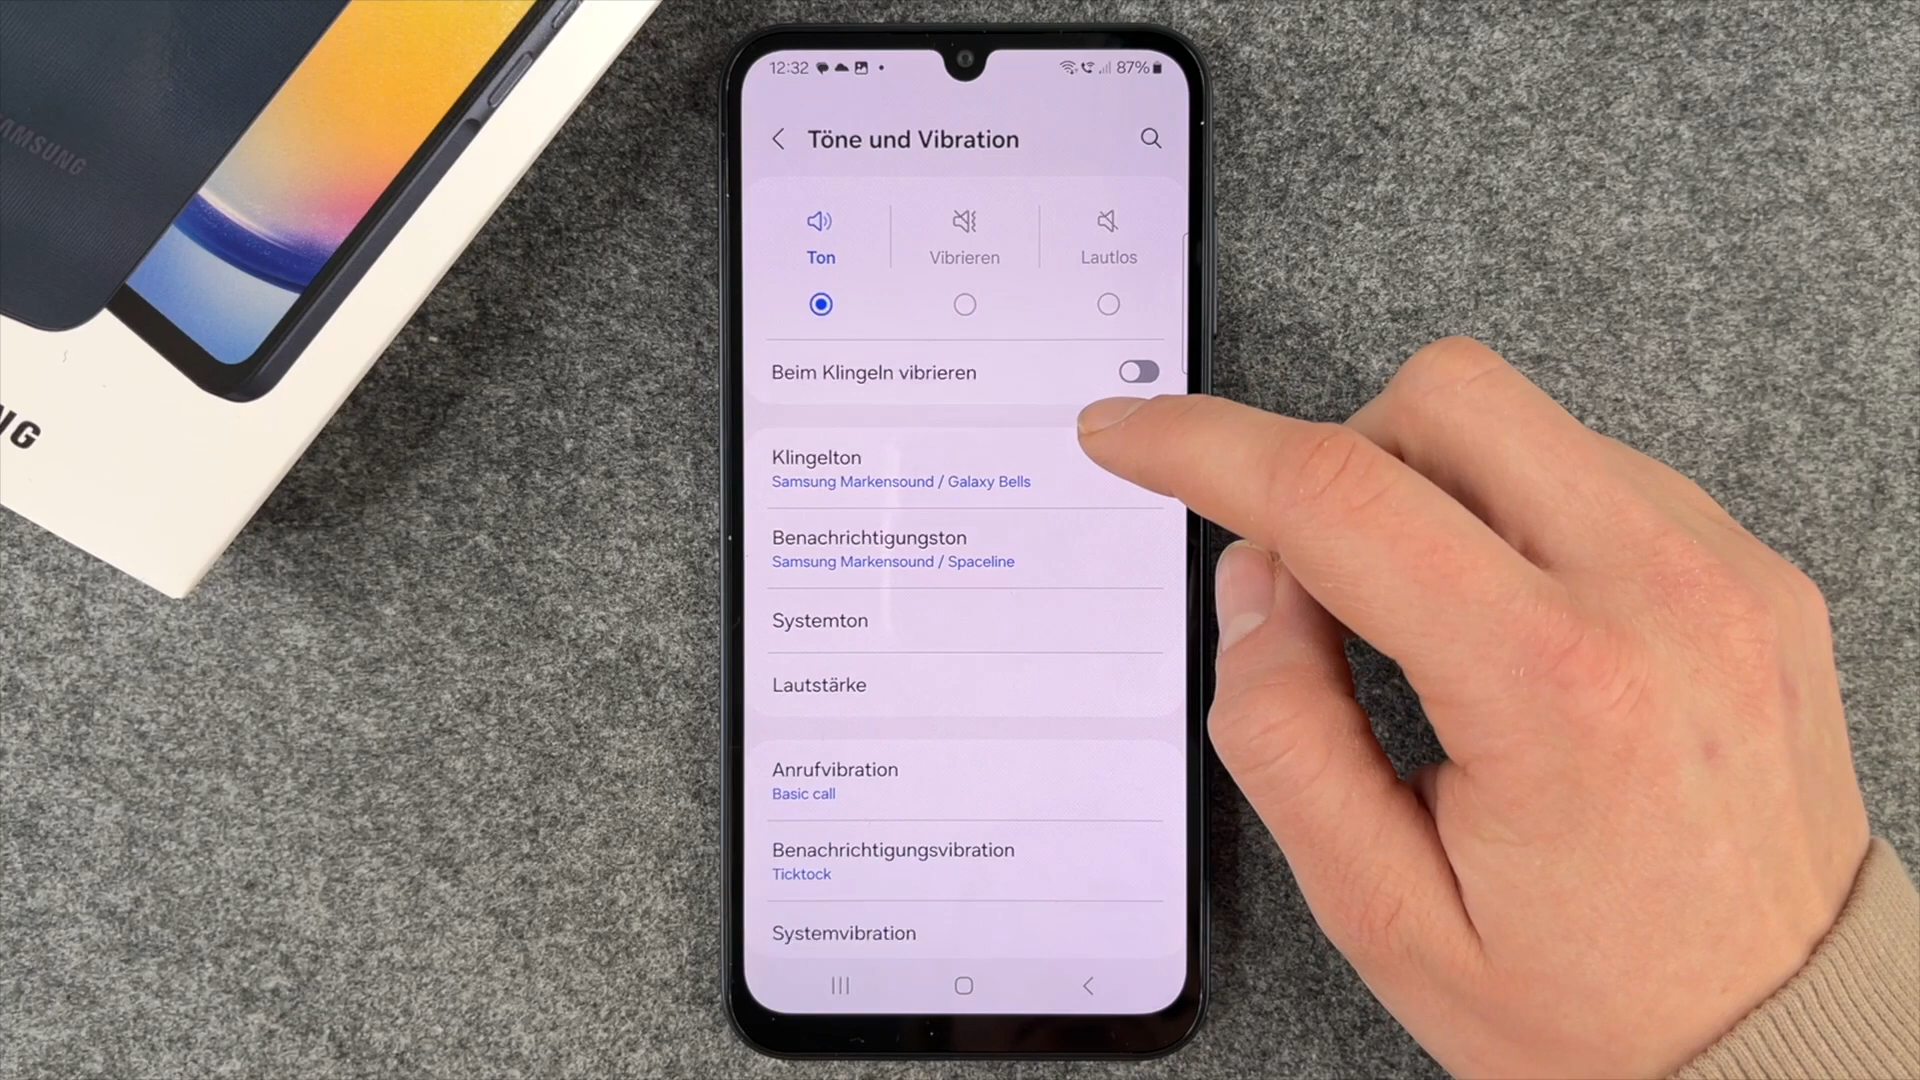 SAMSUNG
NG
12:32
87%
Töne und Vibration
Ton
Vibrieren
Lautlos
Beim Klingeln vibrieren
Klingelton
Samsung Markensound / Galaxy Bells
Benachrichtigungston
Samsung Markensound / Spaceline
Systemton
Lautstärke
Anrufvibration
Basic call
Benachrichtigungsvibration
Ticktock
Systemvibration